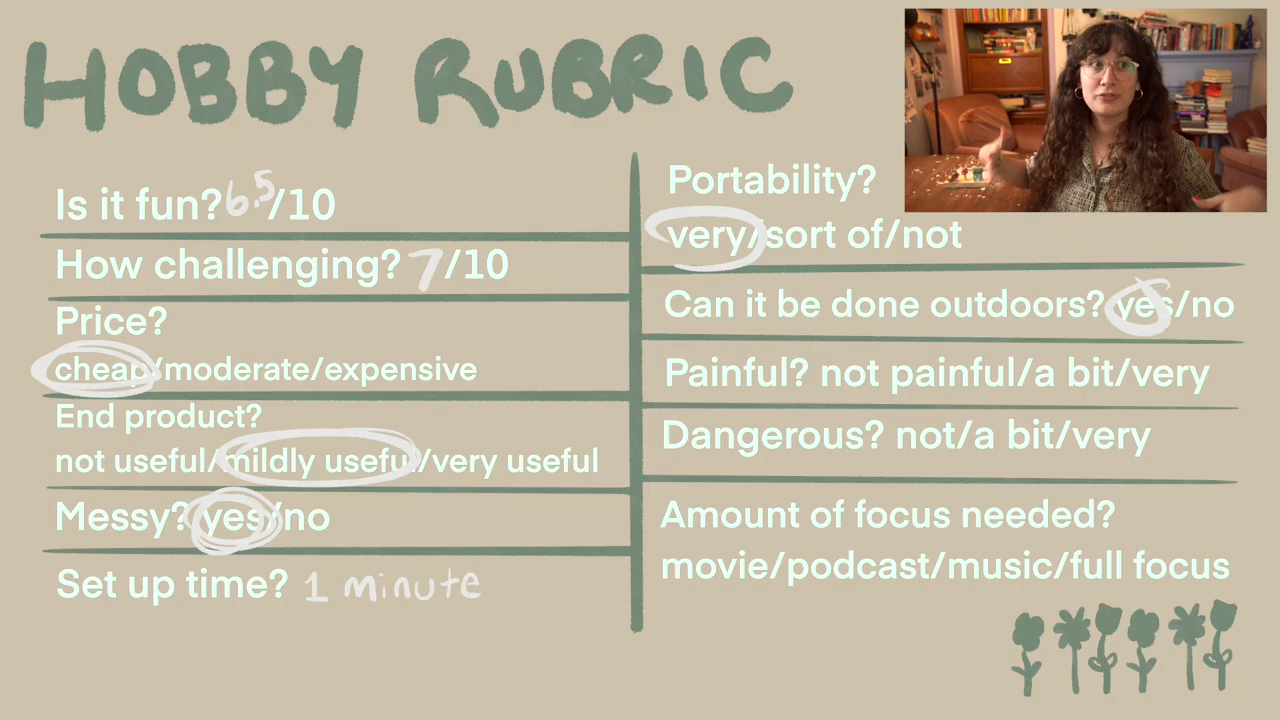 HOBBY RUBRIC
Is it fun? 6.5/10
How challenging? 7/10
Price?
cheap/moderate/expensive
End product?
not useful/mildly useful/very useful
Messy? yes/no
Set up time? 1 minute
Portability?
very/sort of/not
Can it be done outdoors? yes/no
Painful? not painful/a bit/very
Dangerous? not/a bit/very
Amount of focus needed?
movie/podcast/music/full focus